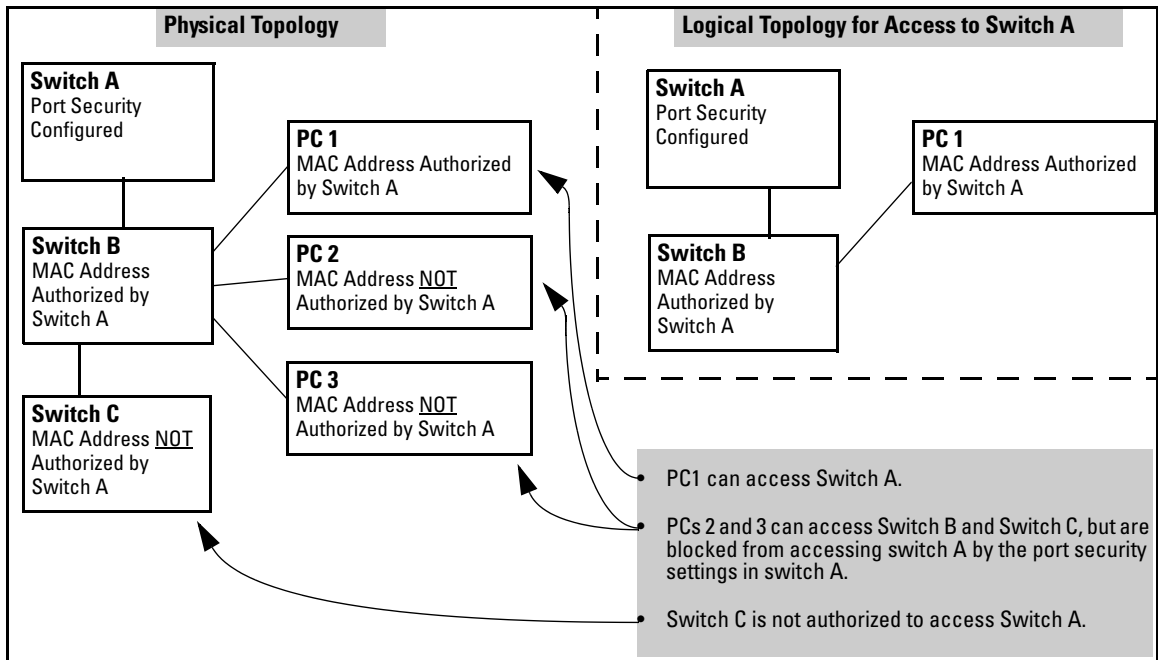 Physical Topology
Switch A
Port Security
Configured
PC 1
MAC Address Authorized
by Switch A
Switch B
MAC Address
Authorized by
Switch A
PC 2
MAC Address NOT
Authorized by Switch A
PC 3
MAC Address NOT
Authorized by Switch A
Switch C
MAC Address NOT
Authorized by
Switch A
Logical Topology for Access to Switch A
Switch A
Port Security
Configured
PC 1
MAC Address Authorized
by Switch A
Switch B
MAC Address
Authorized by
Switch A
• PC1 can access Switch A.
• PCs 2 and 3 can access Switch B and Switch C, but are
blocked from accessing switch A by the port security
settings in switch A.
• Switch C is not authorized to access Switch A.